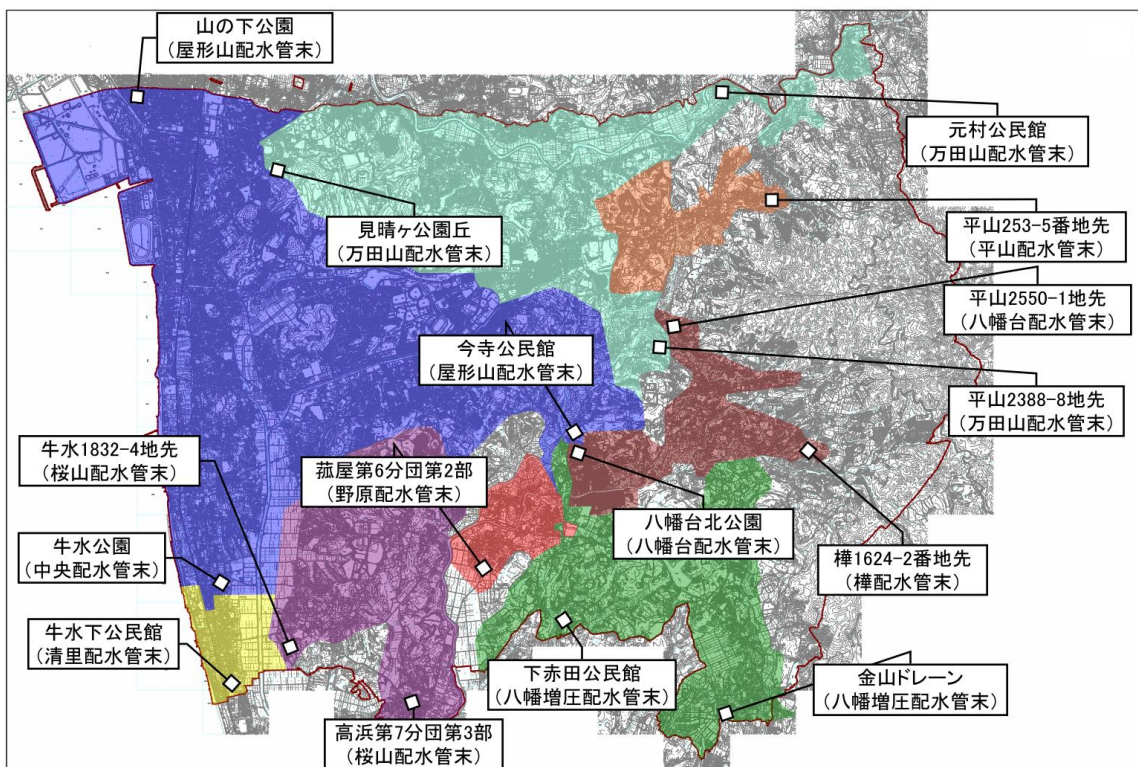 山の下公園
(屋形山配水管末)
元村公民館
(万田山配水管末)
見晴ヶ公園丘
(万田山配水管末)
平山253-5番地先
(平山配水管末)
平山2550-1地先
(八幡台配水管末)
今寺公民館
(屋形山配水管末)
平山2388-8地先
(万田山配水管末)
牛水1832-4地先
(桜山配水管末)
菰屋第6分団第2部
(野原配水管末)
八幡台北公園
(八幡台配水管末)
樺1624-2番地先
(樺配水管末)
牛水公園
(中央配水管末)
牛水下公民館
(清里配水管末)
下赤田公民館
(八幡増圧配水管末)
金山ドレーン
(八幡増圧配水管末)
高浜第7分団第3部
(桜山配水管末)